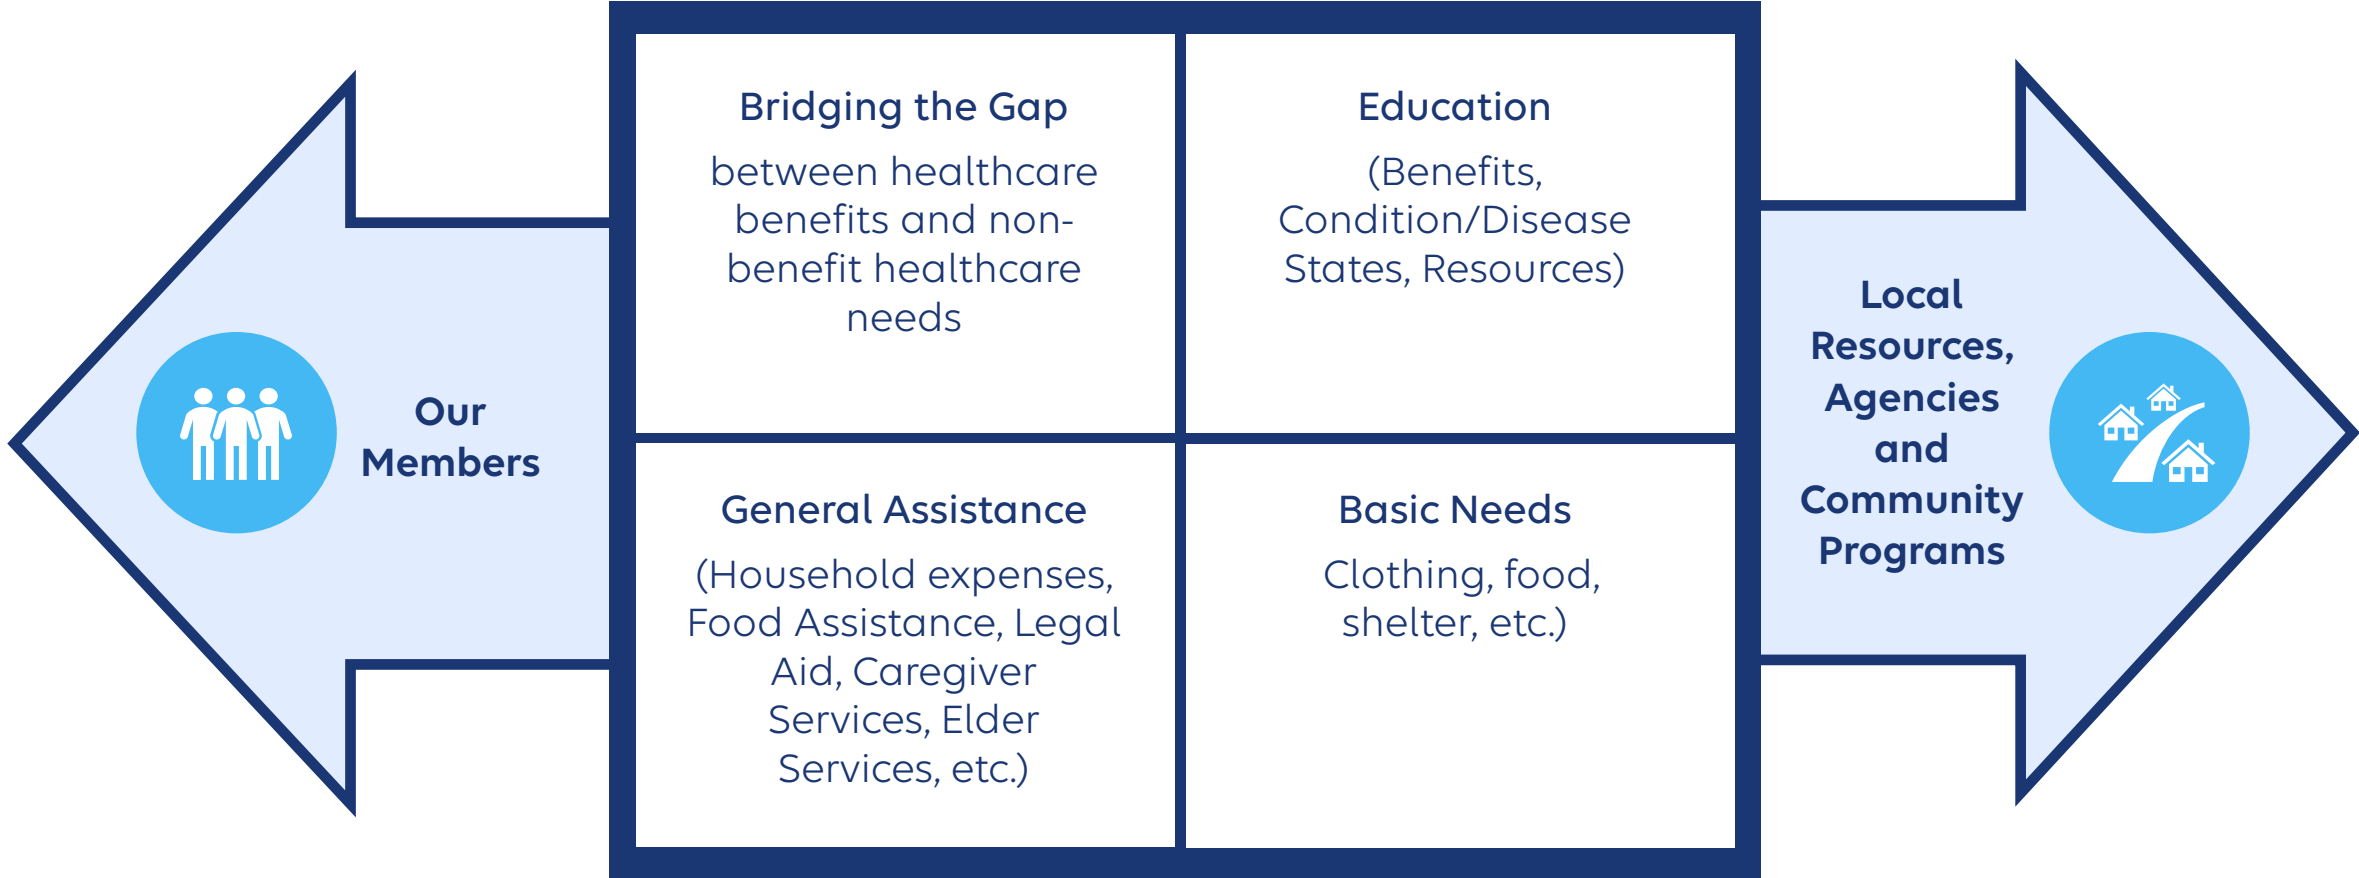 Our
Members
Bridging the Gap
between healthcare
benefits and non-
benefit healthcare
needs
Education
(Benefits,
Condition/Disease
States, Resources)
General Assistance
(Household expenses,
Food Assistance, Legal
Aid, Caregiver
Services, Elder
Services, etc.)
Basic Needs
Clothing, food,
shelter, etc.)
Local
Resources,
Agencies
and
Community
Programs